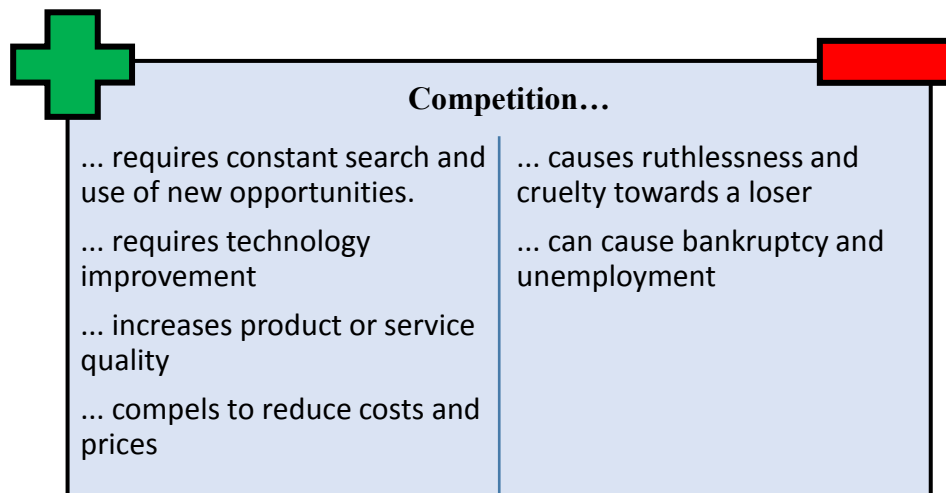 Competition…
... requires constant search and
use of new opportunities.
... requires technology
improvement
... increases product or service
quality
... compels to reduce costs and
prices
... causes ruthlessness and
cruelty towards a loser
... can cause bankruptcy and
unemployment